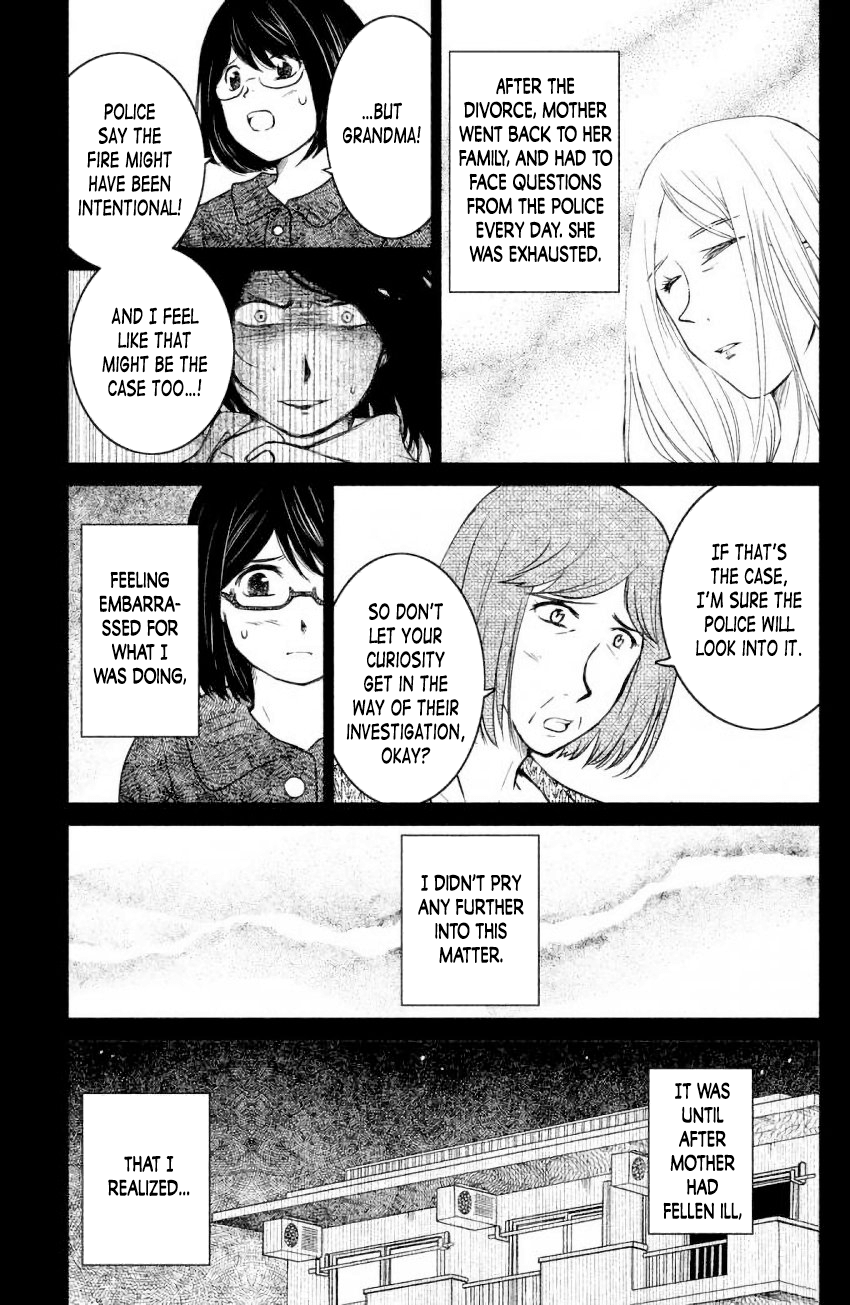 AFTER THE
DIVORCE, MOTHER
WENT BACK TO HER
FAMILY, AND HAD TO
FACE QUESTIONS
FROM THE POLICE
EVERY DAY. SHE
WAS EXHAUSTED.
...BUT
GRANDMA!
POLICE
SAY THE
FIRE MIGHT
HAVE BEEN
INTENTIONAL!
AND I FEEL
LIKE THAT
MIGHT BE THE
CASE TOO...!
IF THAT'S
THE CASE,
I'M SURE THE
POLICE WILL
LOOK INTO IT.
SO DON'T
LET YOUR
CURIOSITY
GET IN THE
WAY OF THEIR
INVESTIGATION,
OKAY?
FEELING
EMBARRA-
SSED FOR
WHAT I
WAS DOING,
I DIDN'T PRY
ANY FURTHER
INTO THIS
MATTER.
IT WAS
UNTIL
AFTER
MOTHER
HAD
FELLEN ILL,
THAT I
REALIZED...